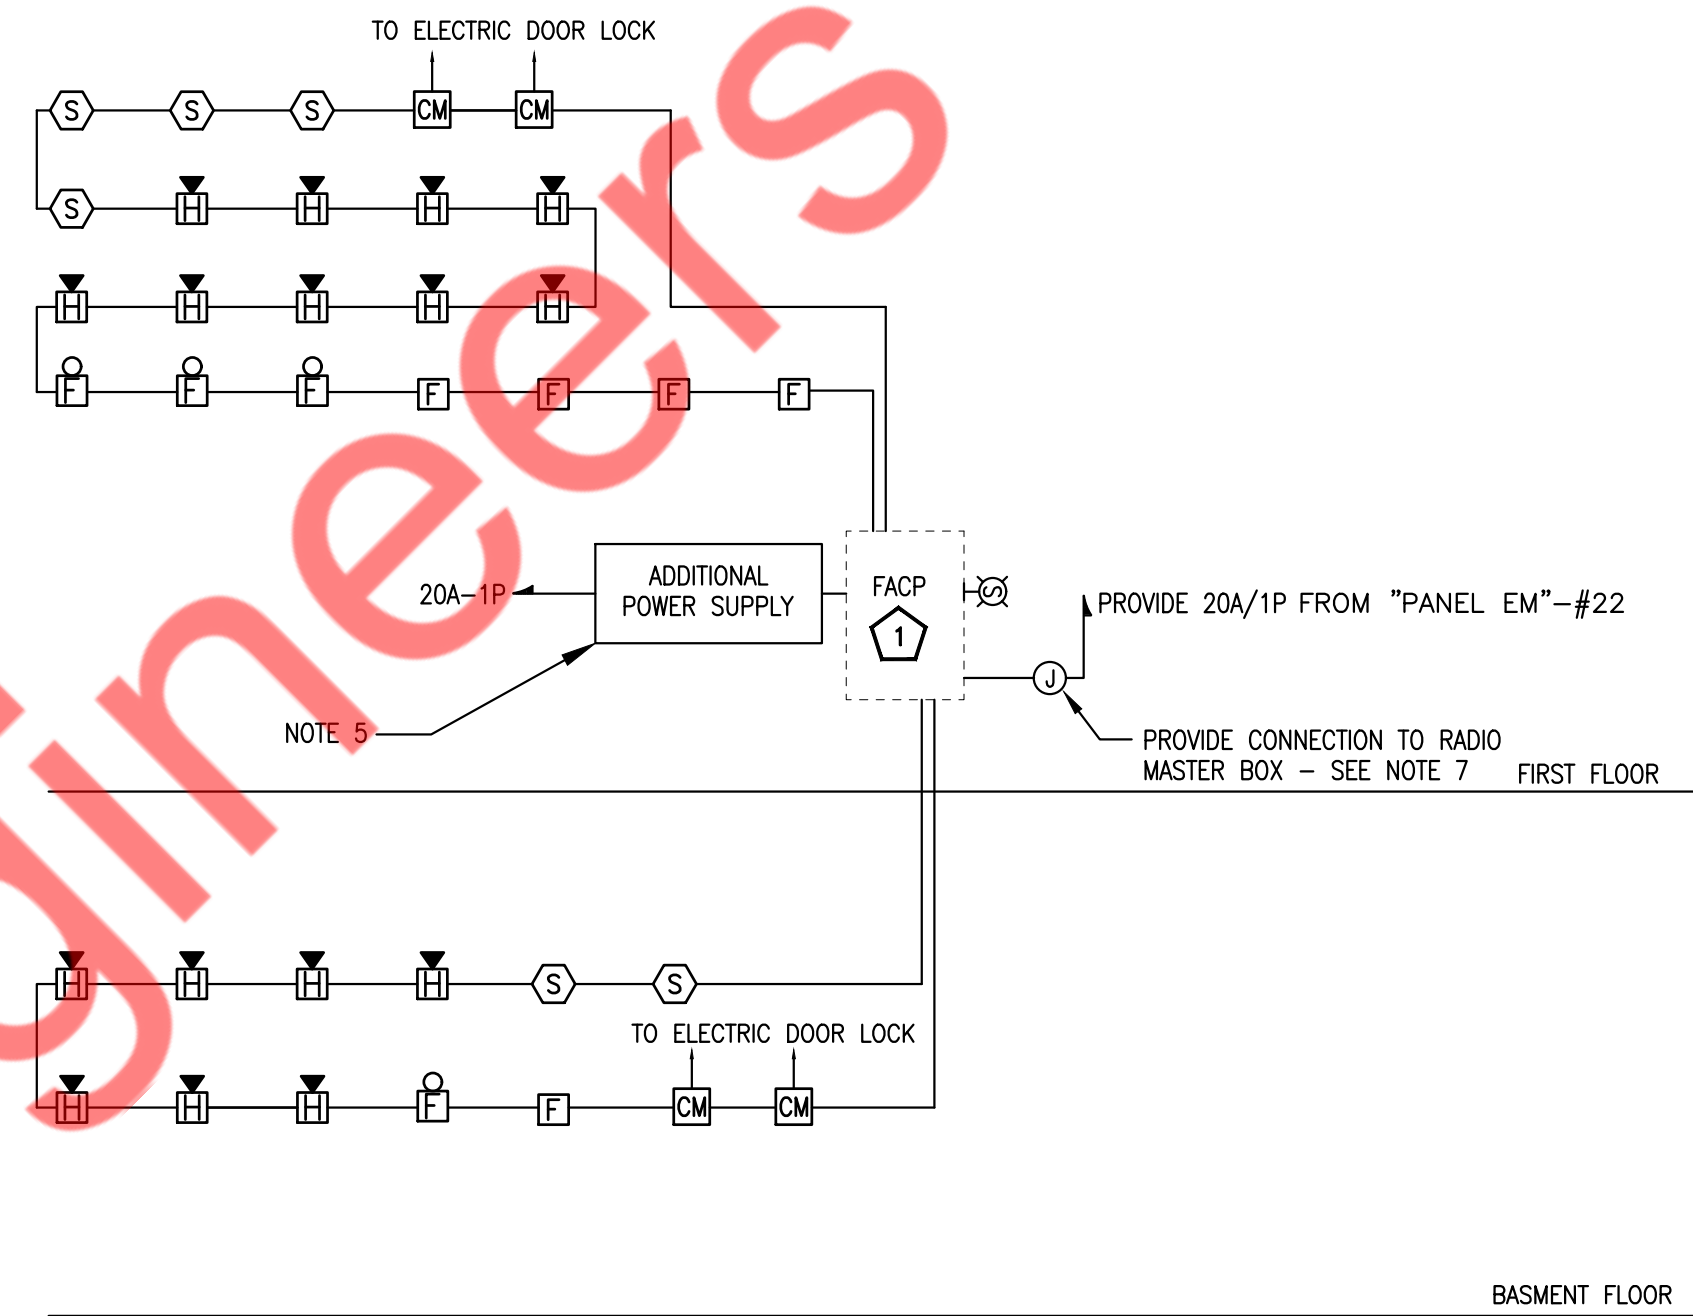 TO ELECTRIC DOOR LOCK
S S S CM CM
S H H H H
H H H H H
F F F F F F F
ADDITIONAL
POWER SUPPLY
20A-1P
FACP
1
S
PROVIDE 20A/1P FROM "PANEL EM"-#22
J
NOTE 5
PROVIDE CONNECTION TO RADIO
MASTER BOX - SEE NOTE 7
FIRST FLOOR
H H H H S S
TO ELECTRIC DOOR LOCK
H H H F F CM CM
BASMENT FLOOR
gineers